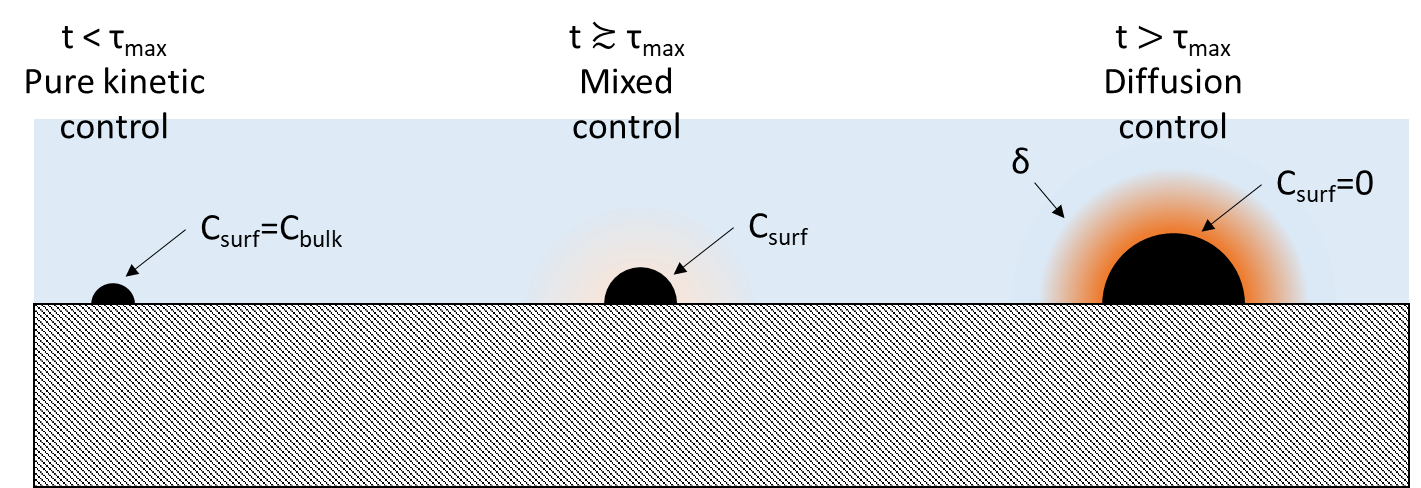 t < τmax
Pure kinetic
control
t ≳ τmax
Mixed
control
t > τmax
Diffusion
control
δ
Csurf=0
Csurf=Cbulk
Csurf